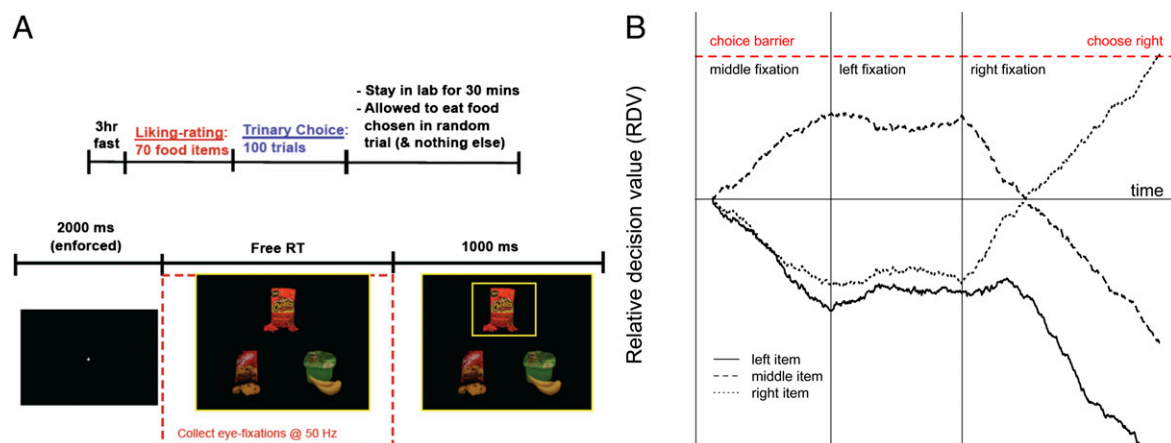 A
3hr
fast
Liking-rating:
70 food items
Trinary Choice:
100 trials
- Stay in lab for 30 mins
- Allowed to eat food
chosen in random
trial (& nothing else)
2000 ms
(enforced)
Free RT
1000 ms
Collect eye-fixations @ 50 Hz
B
Relative decision value (RDV)
choice barrier
choose right
middle fixation
left fixation
right fixation
time
left item
middle item
right item